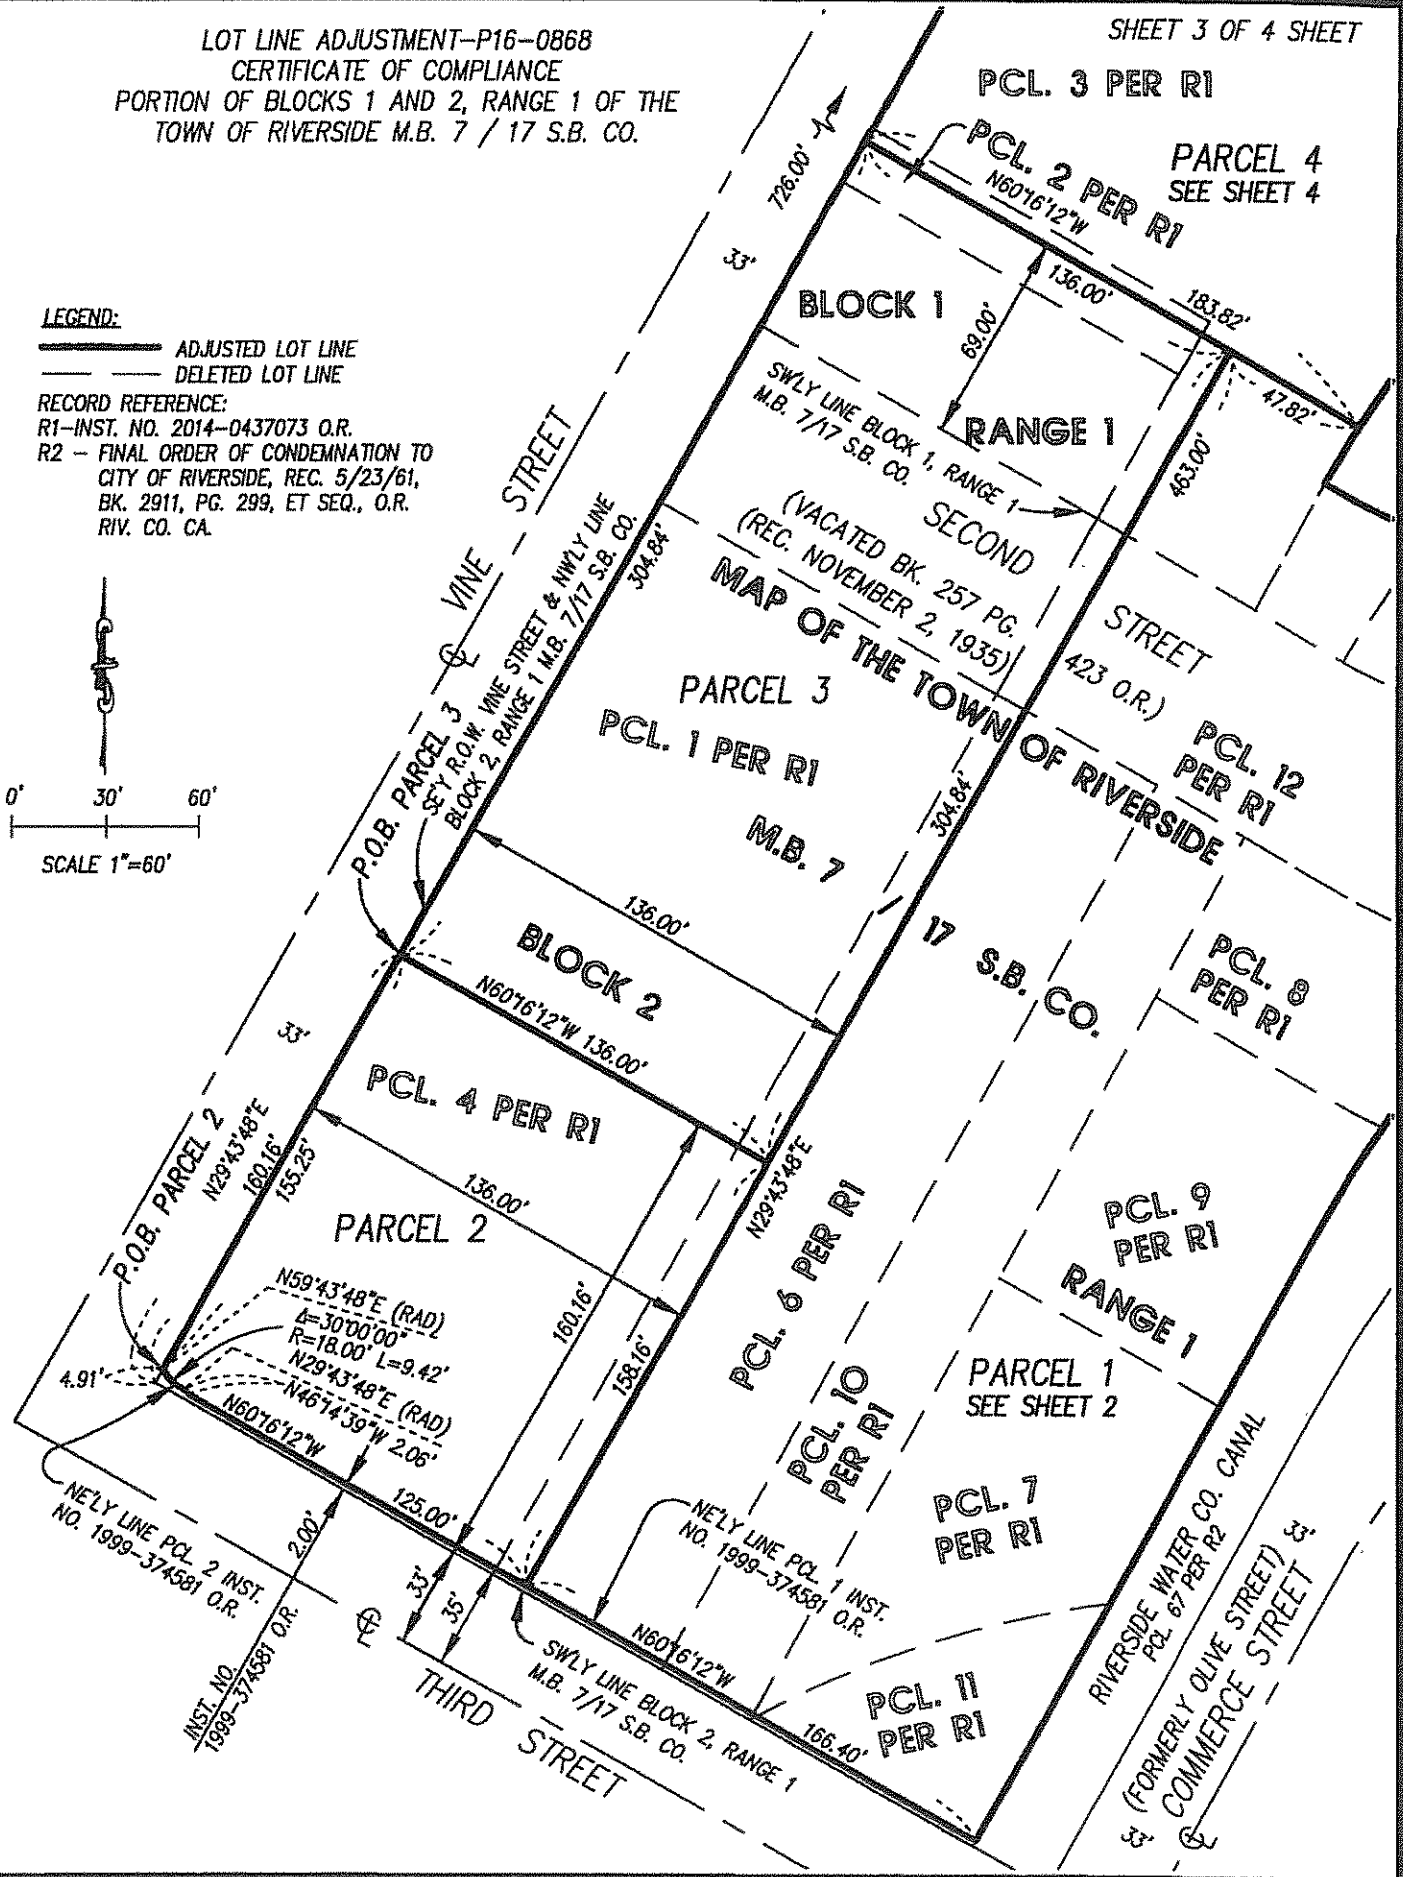 LOT LINE ADJUSTMENT-P16-0868
CERTIFICATE OF COMPLIANCE
PORTION OF BLOCKS 1 AND 2, RANGE 1 OF THE
TOWN OF RIVERSIDE M.B. 7 / 17 S.B. CO.
SHEET 3 OF 4 SHEET
PCL. 3 PER R1
PARCEL 4
SEE SHEET 4
PCL. 2 PER R1
N60°16'12"W
726.00'
33'
136.00'
183.82'
47.82'
BLOCK 1
69.00'
RANGE 1
463.00'
SW'LY LINE BLOCK 1, RANGE 1
M.B. 7/17 S.B. CO.
LEGEND:
ADJUSTED LOT LINE
DELETED LOT LINE
RECORD REFERENCE:
R1-INST. NO. 2014-0437073 O.R.
R2 - FINAL ORDER OF CONDEMNATION TO
CITY OF RIVERSIDE, REC. 5/23/61,
BK. 2911, PG. 299, ET SEQ., O.R.
RIV. CO. CA.
VINE STREET
℄
SECOND STREET
(VACATED BK. 257 PG. 423 O.R.)
(REC. NOVEMBER 2, 1935)
MAP OF THE TOWN OF RIVERSIDE
M.B. 7 / 17 S.B. CO.
304.84'
SE'Y R.O.W. VINE STREET & NW'LY LINE
BLOCK 2, RANGE 1 M.B. 7/17 S.B. CO.
P.O.B. PARCEL 3
PARCEL 3
PCL. 1 PER R1
304.84'
PCL. 12
PER R1
0' 30' 60'
SCALE 1"=60'
136.00'
BLOCK 2
N60°16'12"W 136.00'
PCL. 8
PER R1
33'
PCL. 4 PER R1
136.00'
PARCEL 2
P.O.B. PARCEL 2
N29°43'48"E
160.16'
155.25'
160.16'
158.16'
N29°43'48"E
PCL. 6 PER R1
PCL. 9
PER R1
RANGE 1
PARCEL 1
SEE SHEET 2
PCL. 10
PER R1
PCL. 7
PER R1
PCL. 11
PER R1
N59°43'48"E (RAD)
Δ=30°00'00"
R=18.00' L=9.42'
N29°43'48"E (RAD)
N46°14'39"W 2.06'
4.91'
N60°16'12"W
125.00'
2.00'
NE'LY LINE PCL. 2 INST.
NO. 1999-374581 O.R.
INST. NO.
1999-374581 O.R.
33'
35'
℄
THIRD STREET
NE'LY LINE PCL. 1 INST.
NO. 1999-374581 O.R.
N60°16'12"W
166.40'
SW'LY LINE BLOCK 2, RANGE 1
M.B. 7/17 S.B. CO.
RIVERSIDE WATER CO. CANAL
PCL. 67 PER R2
(FORMERLY OLIVE STREET)
COMMERCE STREET
33'
33'
℄